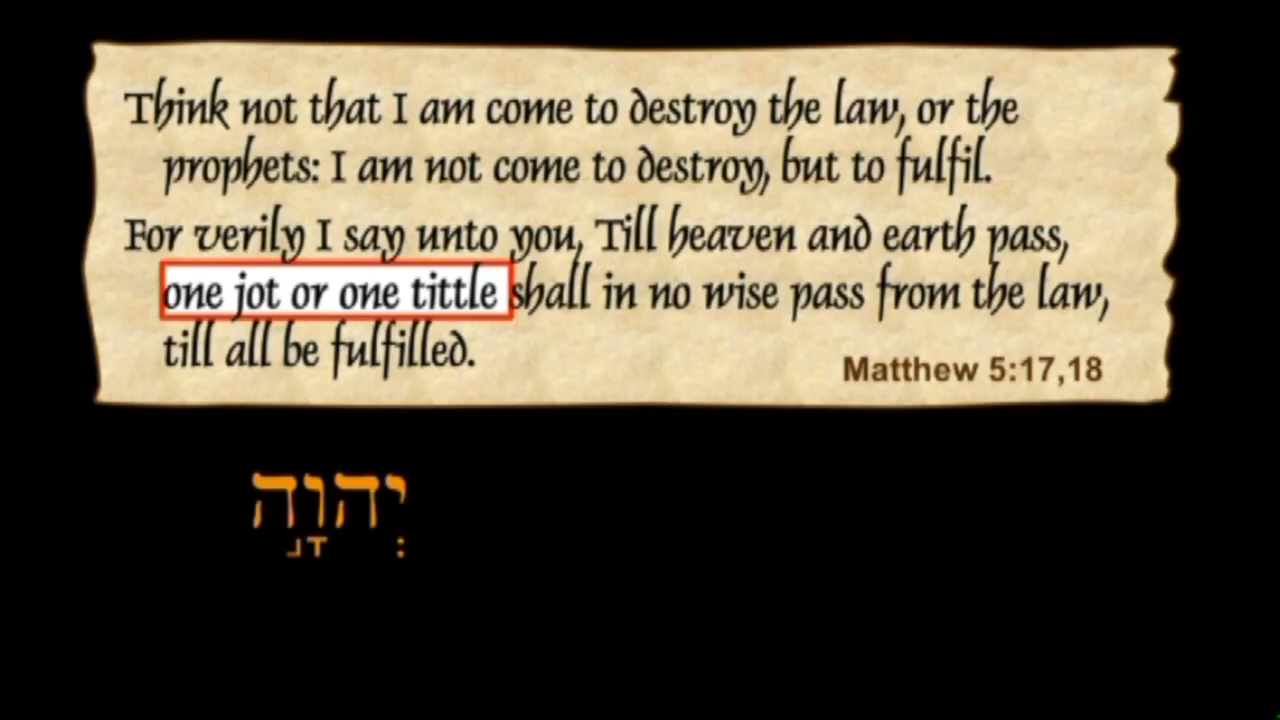 Think not that I am come to destroy the law, or the
prophets: I am not come to destroy, but to fulfil.
For verily I say unto you, Till heaven and earth pass,
one jot or one tittle shall in no wise pass from the law,
till all be fulfilled.
Matthew 5:17,18
יְהוָ֖ה